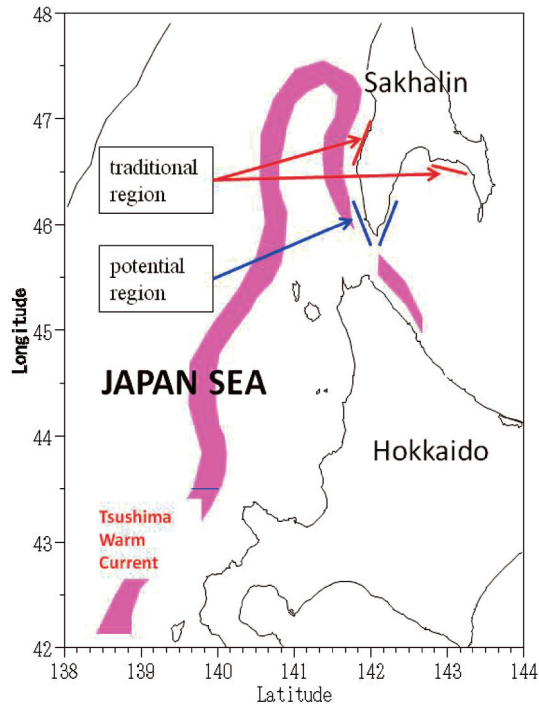 48
Sakhalin
47
traditional
region
46
potential
region
45
Longitude
JAPAN SEA
44
Hokkaido
Tsushima
Warm
Current
43
42
138 139 140 141 142 143 144
Latitude